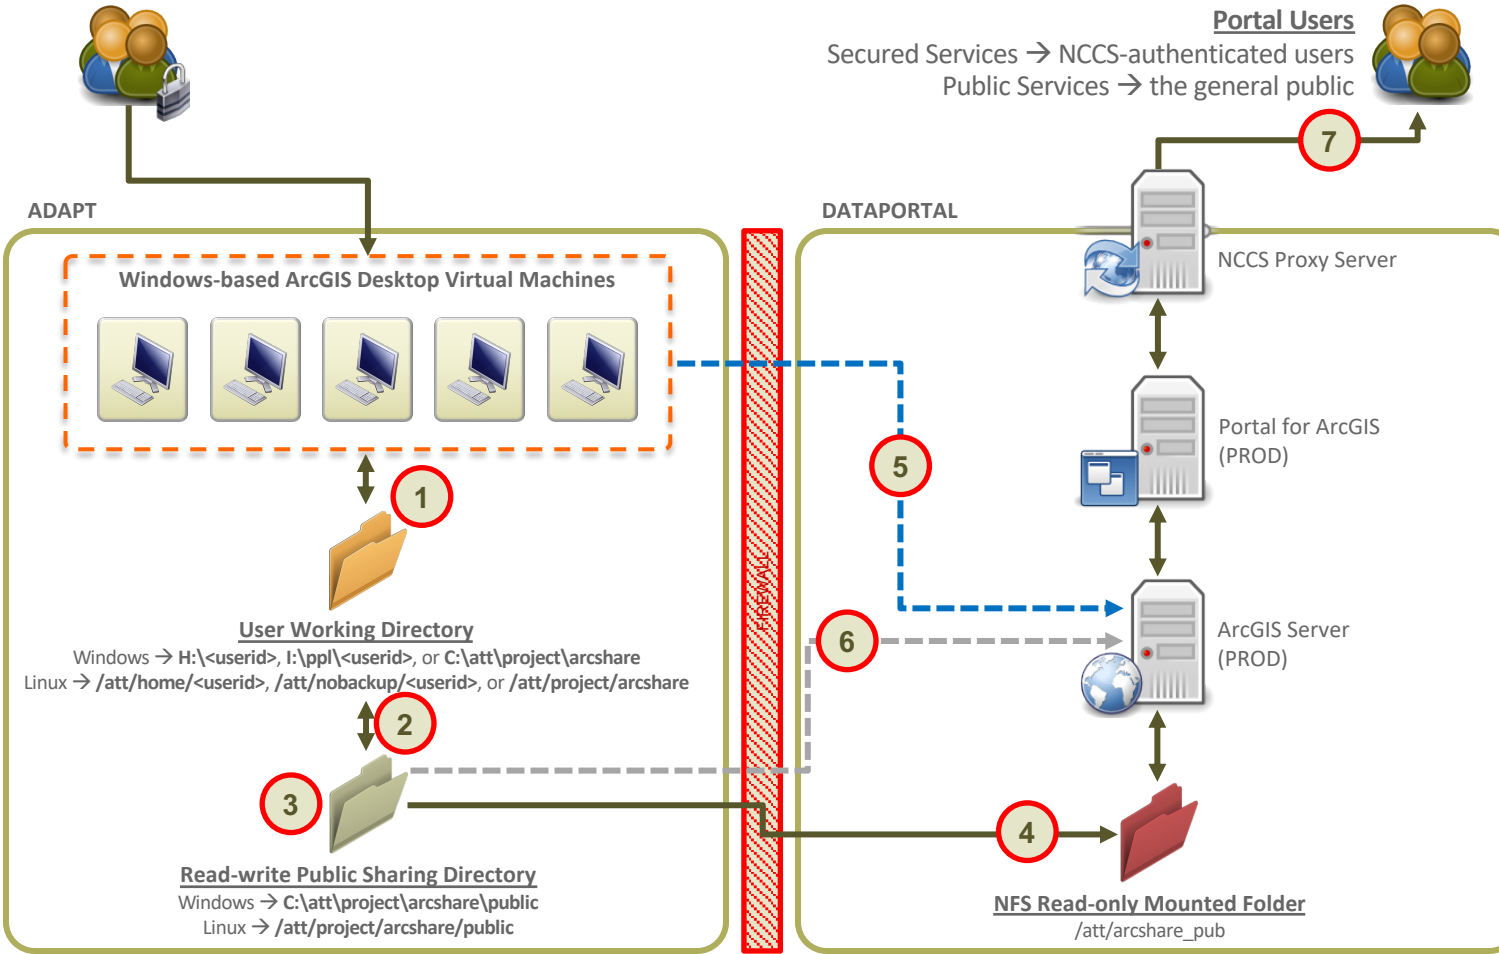 Portal Users
Secured Services → NCCS-authenticated users
Public Services → the general public
7
ADAPT
DATAPORTAL
Windows-based ArcGIS Desktop Virtual Machines
NCCS Proxy Server
Portal for ArcGIS
(PROD)
5
1
FIREWALL
User Working Directory
Windows → H:\<userid>, I:\ppl\<userid>, or C:\att\project\arcshare
Linux → /att/home/<userid>, /att/nobackup/<userid>, or /att/project/arcshare
6
ArcGIS Server
(PROD)
2
3
4
Read-write Public Sharing Directory
Windows → C:\att\project\arcshare\public
Linux → /att/project/arcshare/public
NFS Read-only Mounted Folder
/att/arcshare_pub